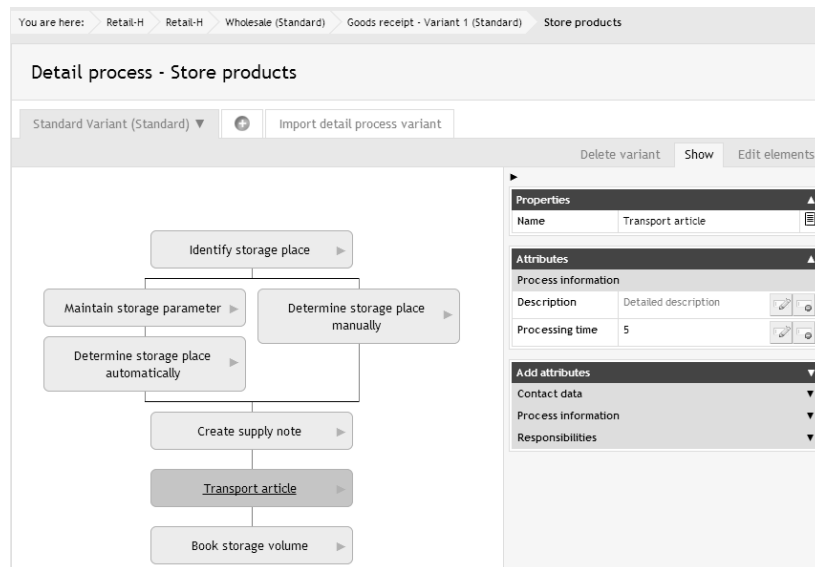 You are here: Retail-H Retail-H Wholesale (Standard) Goods receipt - Variant 1 (Standard) Store products
Detail process - Store products
Standard Variant (Standard) ▼ Import detail process variant
Delete variant Show Edit elements
Properties
Name Transport article
Attributes
Process information
Description Detailed description
Processing time 5
Add attributes
Contact data
Process information
Responsibilities
Identify storage place
Maintain storage parameter
Determine storage place
manually
Determine storage place
automatically
Create supply note
Transport article
Book storage volume